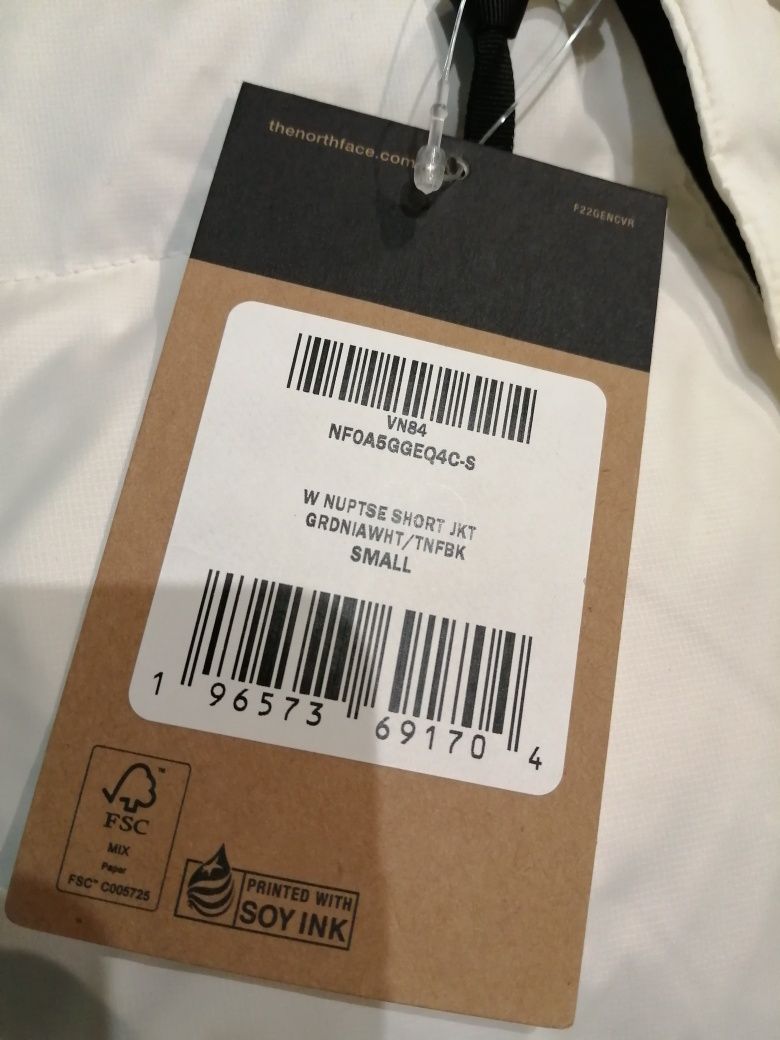 thenorthface.com
F22GENCVR
VN84
NF0A5GGEQ4C-S
W NUPTSE SHORT JKT
GRDNIAWHT/TNFBK
SMALL
1 96573 69170 4
FSC
MIX
Paper
FSC™ C005725
PRINTED WITH
SOY INK